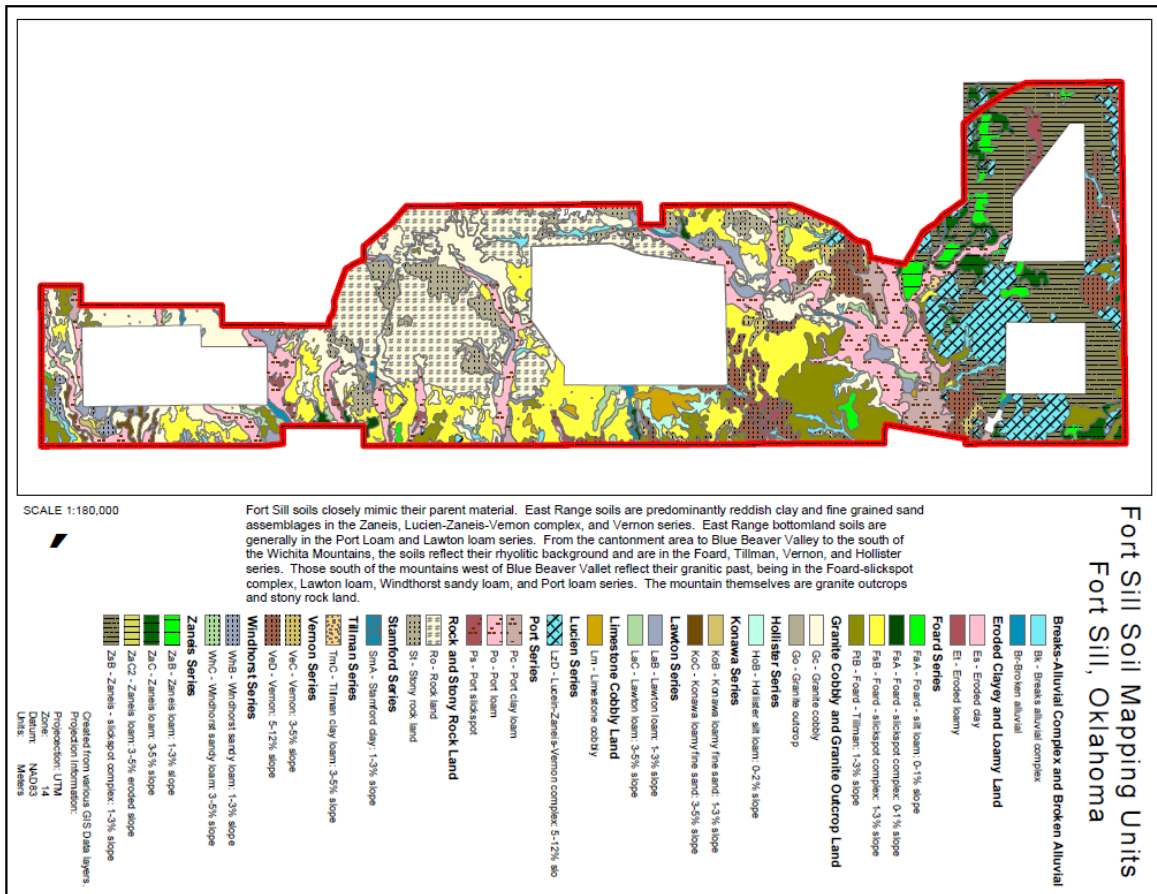 SCALE 1:180,000
Fort Sill soils closely mimic their parent material. East Range soils are predominantly reddish clay and fine grained sand
assemblages in the Zaneis, Lucien-Zaneis-Vernon complex, and Vernon series. East Range bottomland soils are
generally in the Port Loam and Lawton loam series. From the cantonment area to Blue Beaver Valley to the south of
the Wichita Mountains, the soils reflect their rhyolitic background and are in the Foard, Tillman, Vernon, and Hollister
series. Those south of the mountains west of Blue Beaver Vallet reflect their granitic past, being in the Foard-slickspot
complex, Lawton loam, Windthorst sandy loam, and Port loam series. The mountain themselves are granite outcrops
and stony rock land.
Fort Sill Soil Mapping Units
Fort Sill, Oklahoma
Breaks-Alluvial Complex and Broken Alluvial
Bk - Breaks alluvial complex
Br-Broken alluvial
Eroded Clayey and Loamy Land
Es - Eroded clay
Et - Eroded loamy
Foard Series
FaA - Foard - silt loam: 0-1% slope
FsA - Foard - slickspot complex: 0-1% slope
FsB - Foard - slickspot complex: 1-3% slope
FtB - Foard - Tillman: 1-3% slope
Granite Cobbly and Granite Outcrop Land
Gc - Granite cobbly
Go - Granite outcrop
Hollister Series
HoB - Hollister silt loam: 0-2% slope
Konawa Series
KoB - Konawa loamy fine sand: 1-3% slope
KoC - Konawa loamy fine sand: 3-5% slope
Lawton Series
LaB - Lawton loam: 1-3% slope
LaC - Lawton loam: 3-5% slope
Limestone Cobbly Land
Lm - Limestone cobbly
Lucien Series
LzD - Lucein-Zaneis-Vernon complex: 5-12% slo
Port Series
Pc - Port clay loam
Po - Port loam
Ps - Port slickspot
Rock and Stony Rock Land
Ro - Rock land
St - Stony rock land
Stamford Series
SmA - Stamford clay: 1-3% slope
Tillman Series
TmC - Tillman clay loam: 3-5% slope
Vernon Series
VeC - Vernon: 3-5% slope
VeD - Vernon: 5-12% slope
Windhorst Series
WhB - Windhorst sandy loam: 1-3% slope
WhC - Windhorst sandy loam: 3-5% slope
Zaneis Series
ZaB - Zaneis loam: 1-3% slope
ZaC - Zaneis loam: 3-5% slope
ZaC2 - Zaneis loam: 3-5% eroded slope
ZsB - Zaneis - slickspot complex: 1-3% slope
Created from various GIS Data layers.
Projection Information:
Projecection: UTM
Zone: 14
Datum: NAD83
Units: Meters